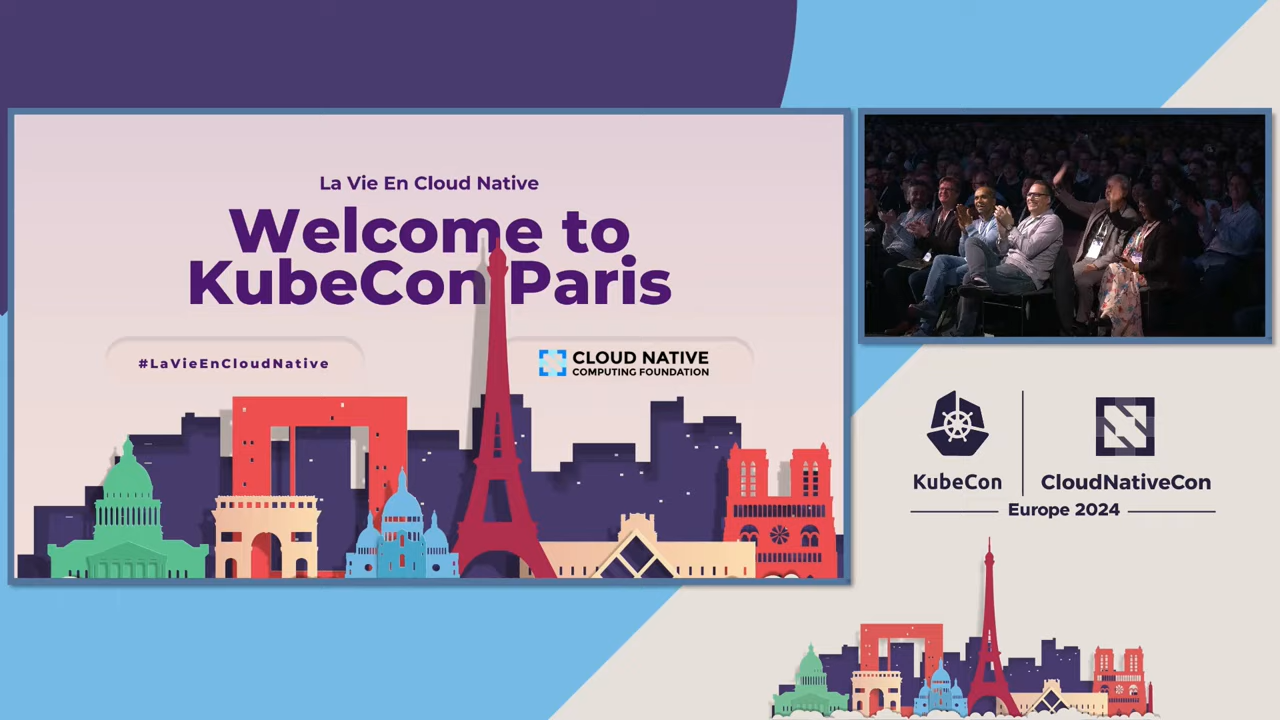 La Vie En Cloud Native
Welcome to
KubeCon Paris
#LaVieEnCloudNative
CLOUD NATIVE
COMPUTING FOUNDATION
KubeCon
CloudNativeCon
Europe 2024